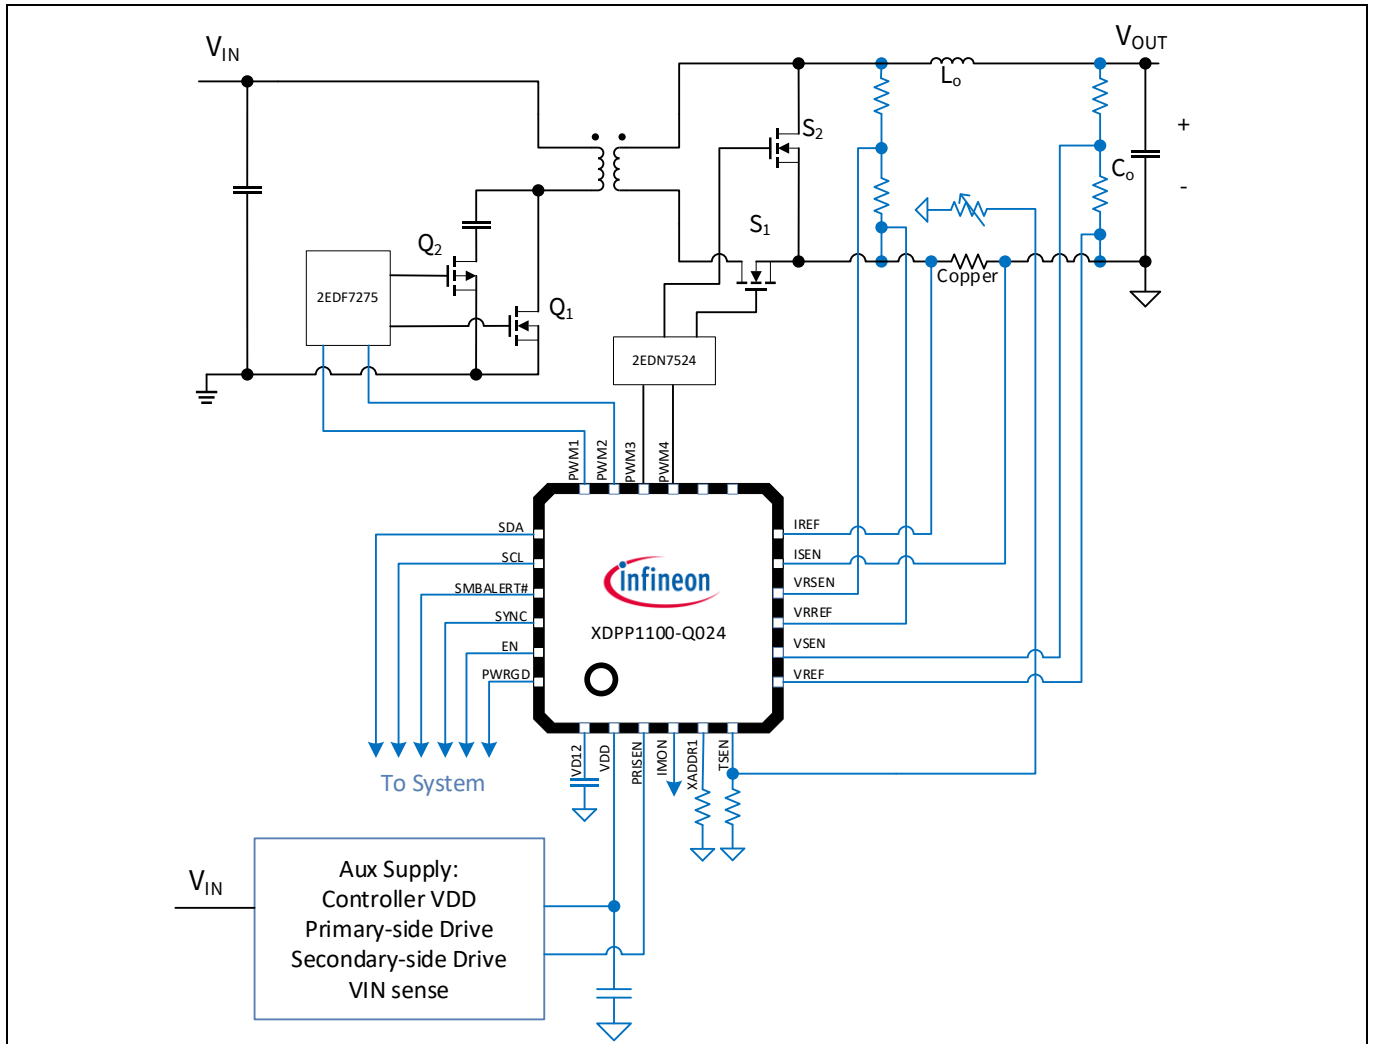 VIN
VOUT
Lo
S2
+
Co
-
S1
Q2
Copper
2EDF7275
Q1
2EDN7524
PWM1
PWM2
PWM3
PWM4
SDA
SCL
SMBALERT#
SYNC
EN
PWRGD
infineon
XDPP1100-Q024
IREF
ISEN
VRSEN
VRREF
VSEN
VREF
VD12
VDD
PRISEN
IMON
XADDR1
TSEN
To System
VIN
Aux Supply:
Controller VDD
Primary-side Drive
Secondary-side Drive
VIN sense